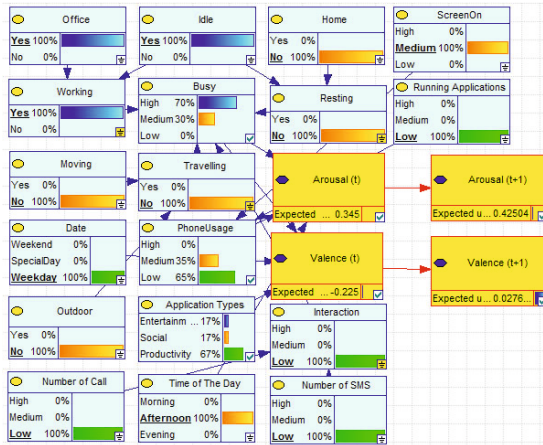 Office
Yes 100%
No 0%
Idle
Yes 100%
No 0%
Home
Yes 0%
No 100%
ScreenOn
High 0%
Medium 100%
Low 0%
Working
Yes 100%
No 0%
Busy
High 70%
Medium 30%
Low 0%
Resting
Yes 0%
No 100%
Running Applications
High 0%
Medium 0%
Low 100%
Moving
Yes 0%
No 100%
Travelling
Yes 0%
No 100%
Arousal (t)
Expected ... 0.345
Arousal (t+1)
Expected u... 0.42504
Date
Weekend 0%
SpecialDay 0%
Weekday 100%
PhoneUsage
High 0%
Medium 35%
Low 65%
Valence (t)
Expected ... -0.225
Valence (t+1)
Expected u... 0.0276...
Outdoor
Yes 0%
No 100%
Application Types
Entertainm ... 17%
Social 17%
Productivity 67%
Interaction
High 0%
Medium 0%
Low 100%
Number of Call
High 0%
Medium 0%
Low 100%
Time of The Day
Morning 0%
Afternoon 100%
Evening 0%
Number of SMS
High 0%
Medium 0%
Low 100%